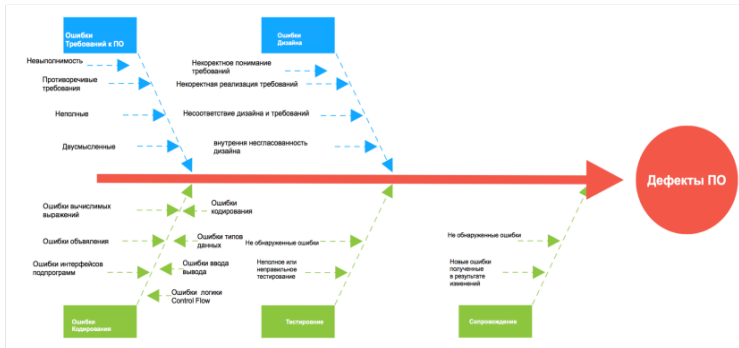 Ошибки
Требований к ПО
Ошибки
Дизайна
Невыполнимость
Противоречивые
требования
Неполные
Двусмысленные
Некорректное понимание
требований
Некоректная реализация требований
Несоответствие дизайна и требований
внутрення несгласованность
дизайна
Дефекты ПО
Ошибки вычислимых
выражений
Ошибки
кодирования
Ошибки объявления
Ошибки типов
данных
Ошибки интерфейсов
подпрограмм
Ошибки ввода
вывода
Ошибки логики
Control Flow
Не обнаруженные ошибки
Неполное или
неправильное
тестирование
Не обнаруженные ошибки
Новые ошибки
полученные
в результате
изменений
Ошибки
Кодирования
Тестирование
Сопровождение